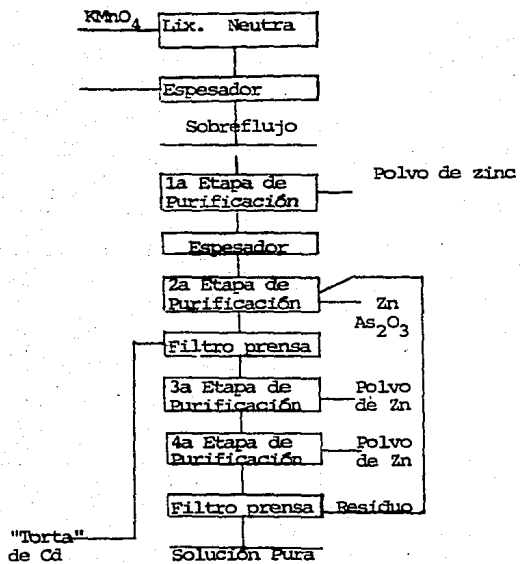 KMnO4
Lix. Neutra
Espesador
Sobreflujo
1a Etapa de
Purificación
Polvo de zinc
Espesador
2a Etapa de
Purificación
Zn
As2O3
Filtro prensa
3a Etapa de
Purificación
Polvo
de Zn
4a Etapa de
Purificación
Polvo
de Zn
Filtro prensa
Residuo
"Torta"
de Cd
Solución Pura